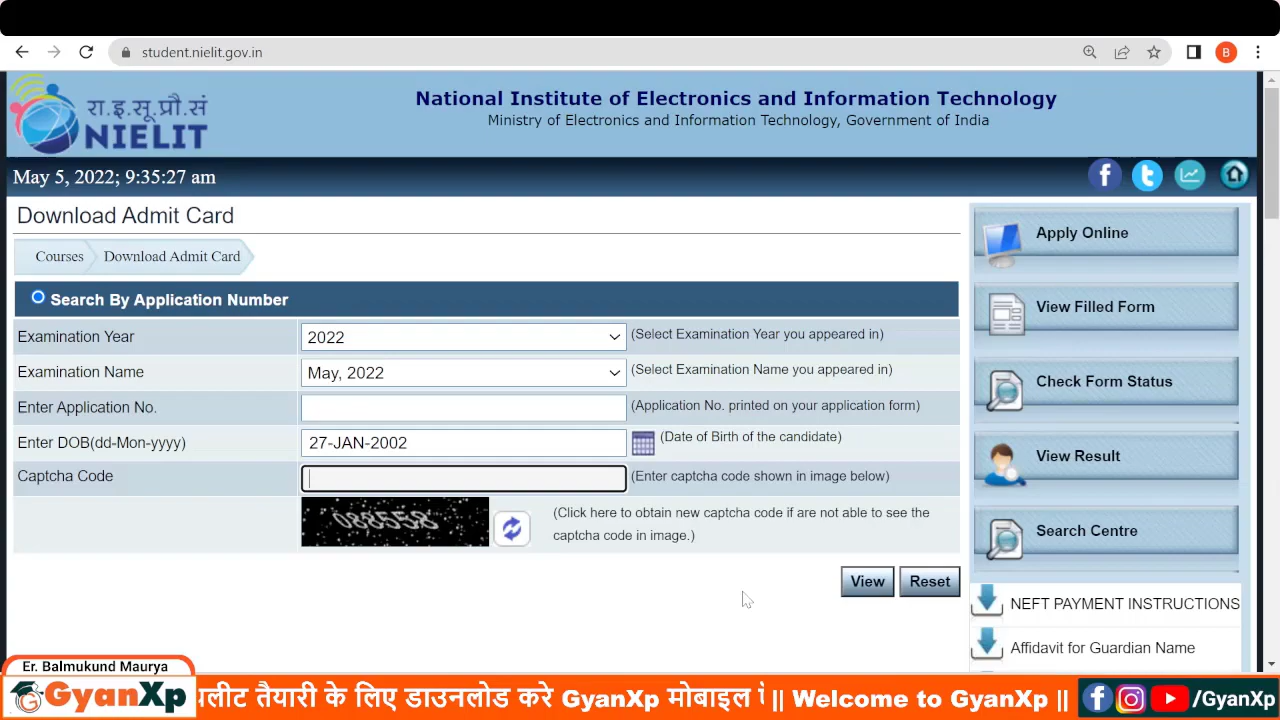 student.nielit.gov.in
B
रा.इ.सू.प्रौ.सं
NIELIT
National Institute of Electronics and Information Technology
Ministry of Electronics and Information Technology, Government of India
May 5, 2022; 9:35:27 am
Download Admit Card
Courses Download Admit Card
Search By Application Number
Examination Year 2022 (Select Examination Year you appeared in)
Examination Name May, 2022 (Select Examination Name you appeared in)
Enter Application No. (Application No. printed on your application form)
Enter DOB(dd-Mon-yyyy) 27-JAN-2002 (Date of Birth of the candidate)
Captcha Code (Enter captcha code shown in image below)
088558 (Click here to obtain new captcha code if are not able to see the
captcha code in image.)
View Reset
Apply Online
View Filled Form
Check Form Status
View Result
Search Centre
NEFT PAYMENT INSTRUCTIONS
Affidavit for Guardian Name
Er. Balmukund Maurya
GyanXp
तैयारी के लिए डाउनलोड करे GyanXp मोबाइल || Welcome to GyanXp || /GyanXp